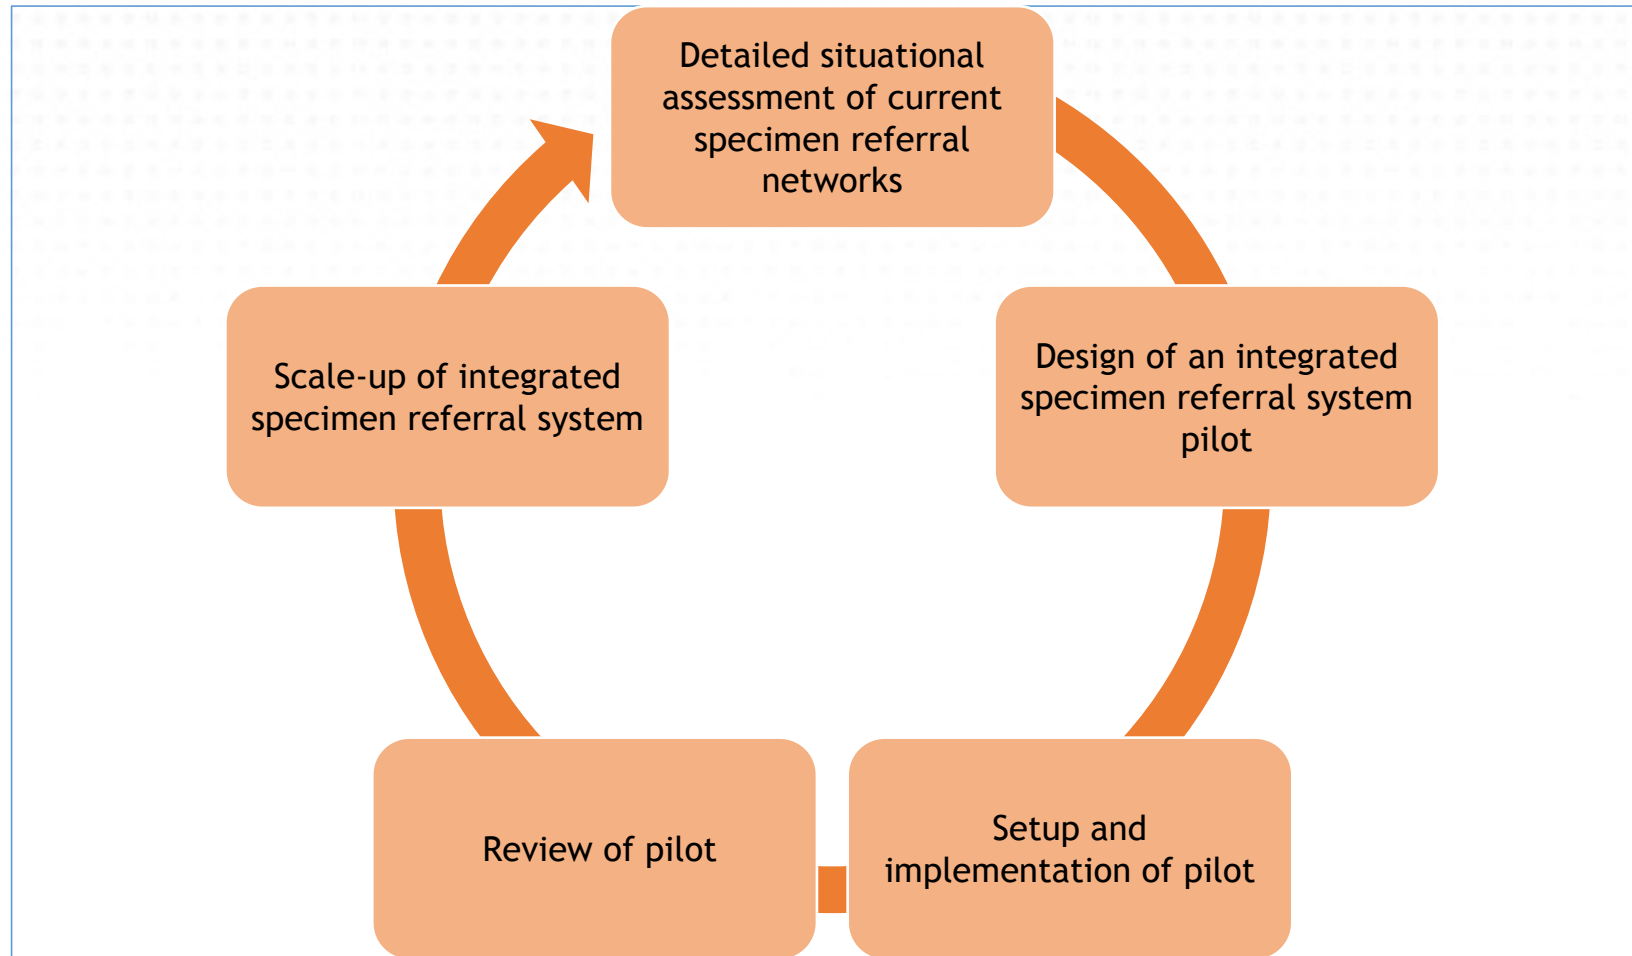 Detailed situational
assessment of current
specimen referral
networks
Design of an integrated
specimen referral system
pilot
Setup and
implementation of pilot
Review of pilot
Scale-up of integrated
specimen referral system